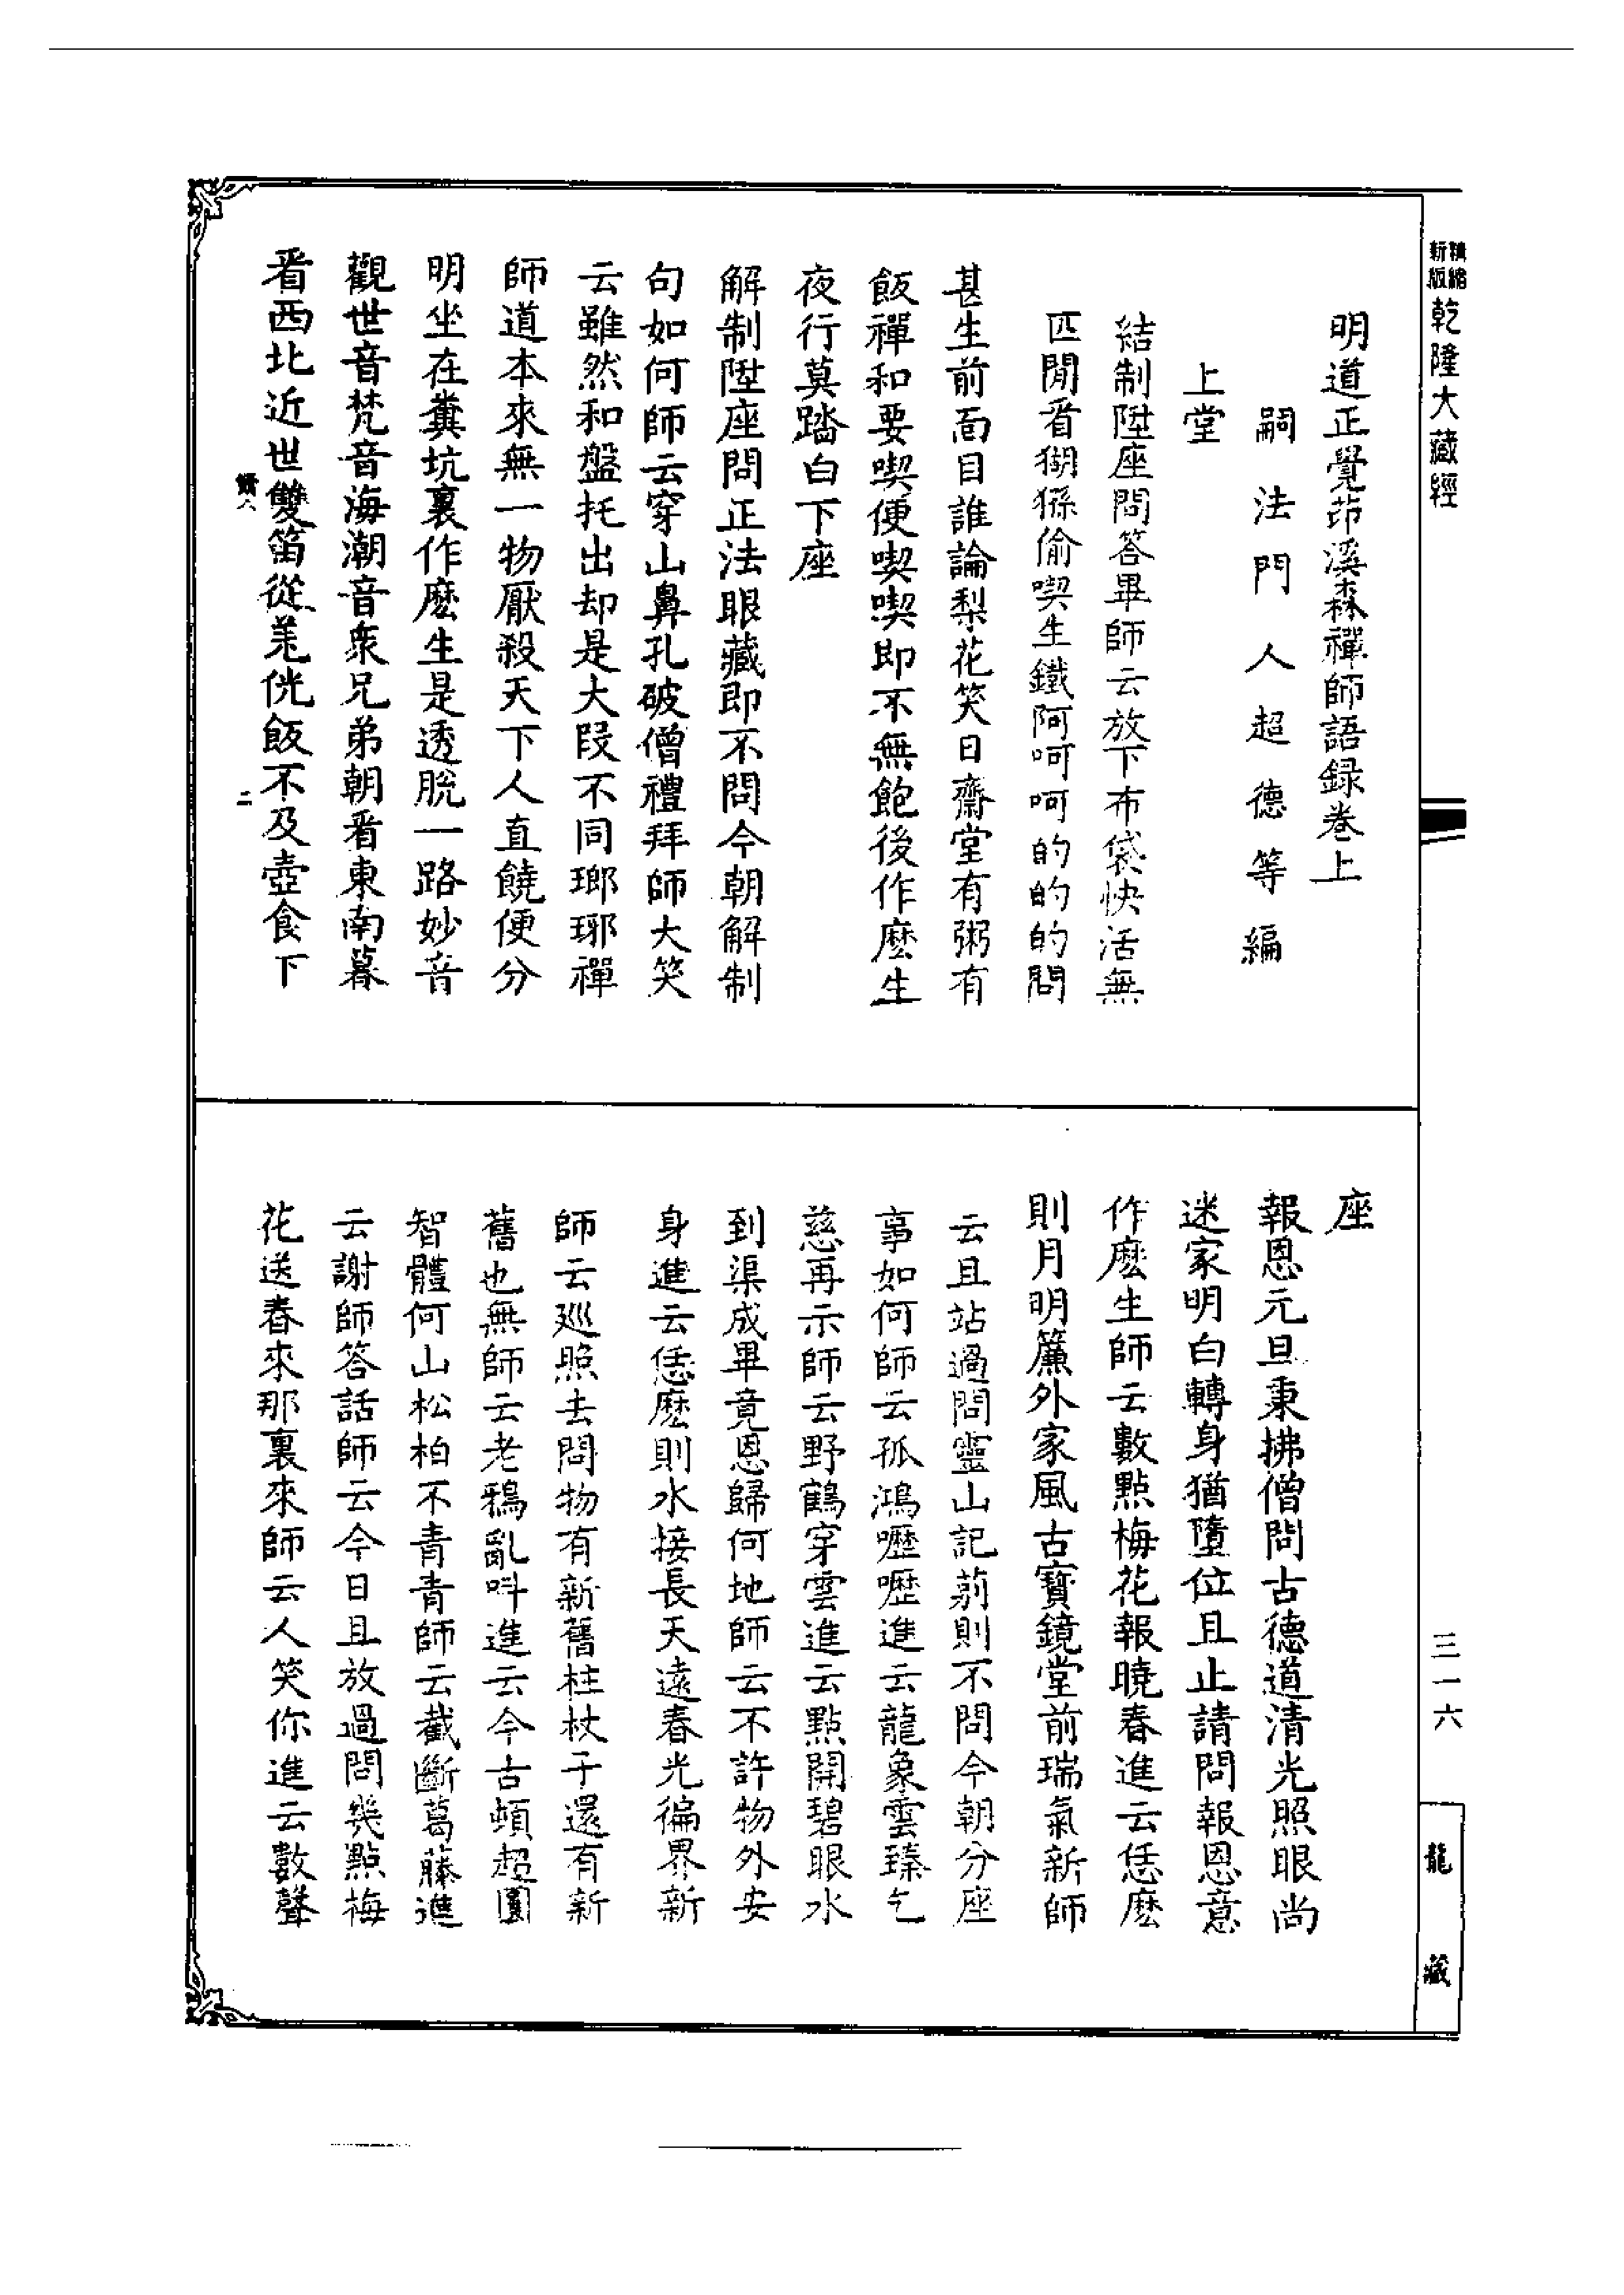 精縮
新版
乾隆大藏經
三一六
龍藏
明道正覺茆溪森禪師語録卷上
嗣法門人超德等編
上堂
結制陞座問答畢師云放下布袋快活無
匹閒看猢猻偷喫生鐵阿呵呵的的的問
甚生前面目誰論梨花笑日齋堂有粥有
飯禪和要喫便喫喫即不無飽後作麽生
夜行莫踏白下座
解制陞座問正法眼藏即不問今朝解制
句如何師云穿山鼻孔破僧禮拜師大笑
云雖然和盤托出却是大叚不同瑯琊禪
師道本來無一物厭殺天下人直饒便分
明坐在糞坑裏作麽生是透脫一路妙音
觀世音梵音海潮音衆兄弟朝看東南暮
看西北近世雙笛從羌侊飯不及壺食下
二
座
報恩元旦秉拂僧問古德道清光照眼尚
迷家明白轉身猶墮位且止請問報恩意
作麽生師云數點梅花報曉春進云恁麽
則月明簾外家風古寶鏡堂前瑞氣新師
云且站過問靈山記莂則不問今朝分座
事如何師云孤鴻嚦嚦進云龍象雲臻乞
慈再示師云野鶴穿雲進云點開碧眼水
到渠成畢竟恩歸何地師云不許物外安
身進云恁麽則水接長天遠春光徧界新
師云廵照去問物有新舊柱杖子還有新
舊也無師云老鴉亂呌進云今古頓超圓
智體何山松柏不青青師云截斷葛藤進
云謝師答話師云今日且放過問幾點梅
花送春來那裏來師云人笑你進云數聲